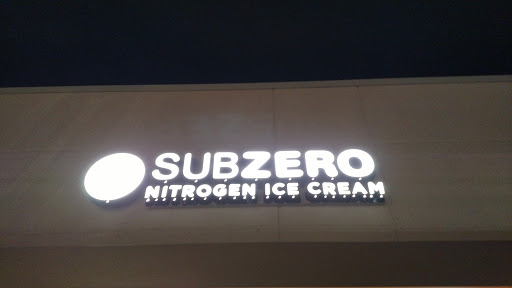 SUBZERO
NITROGEN ICE CREAM